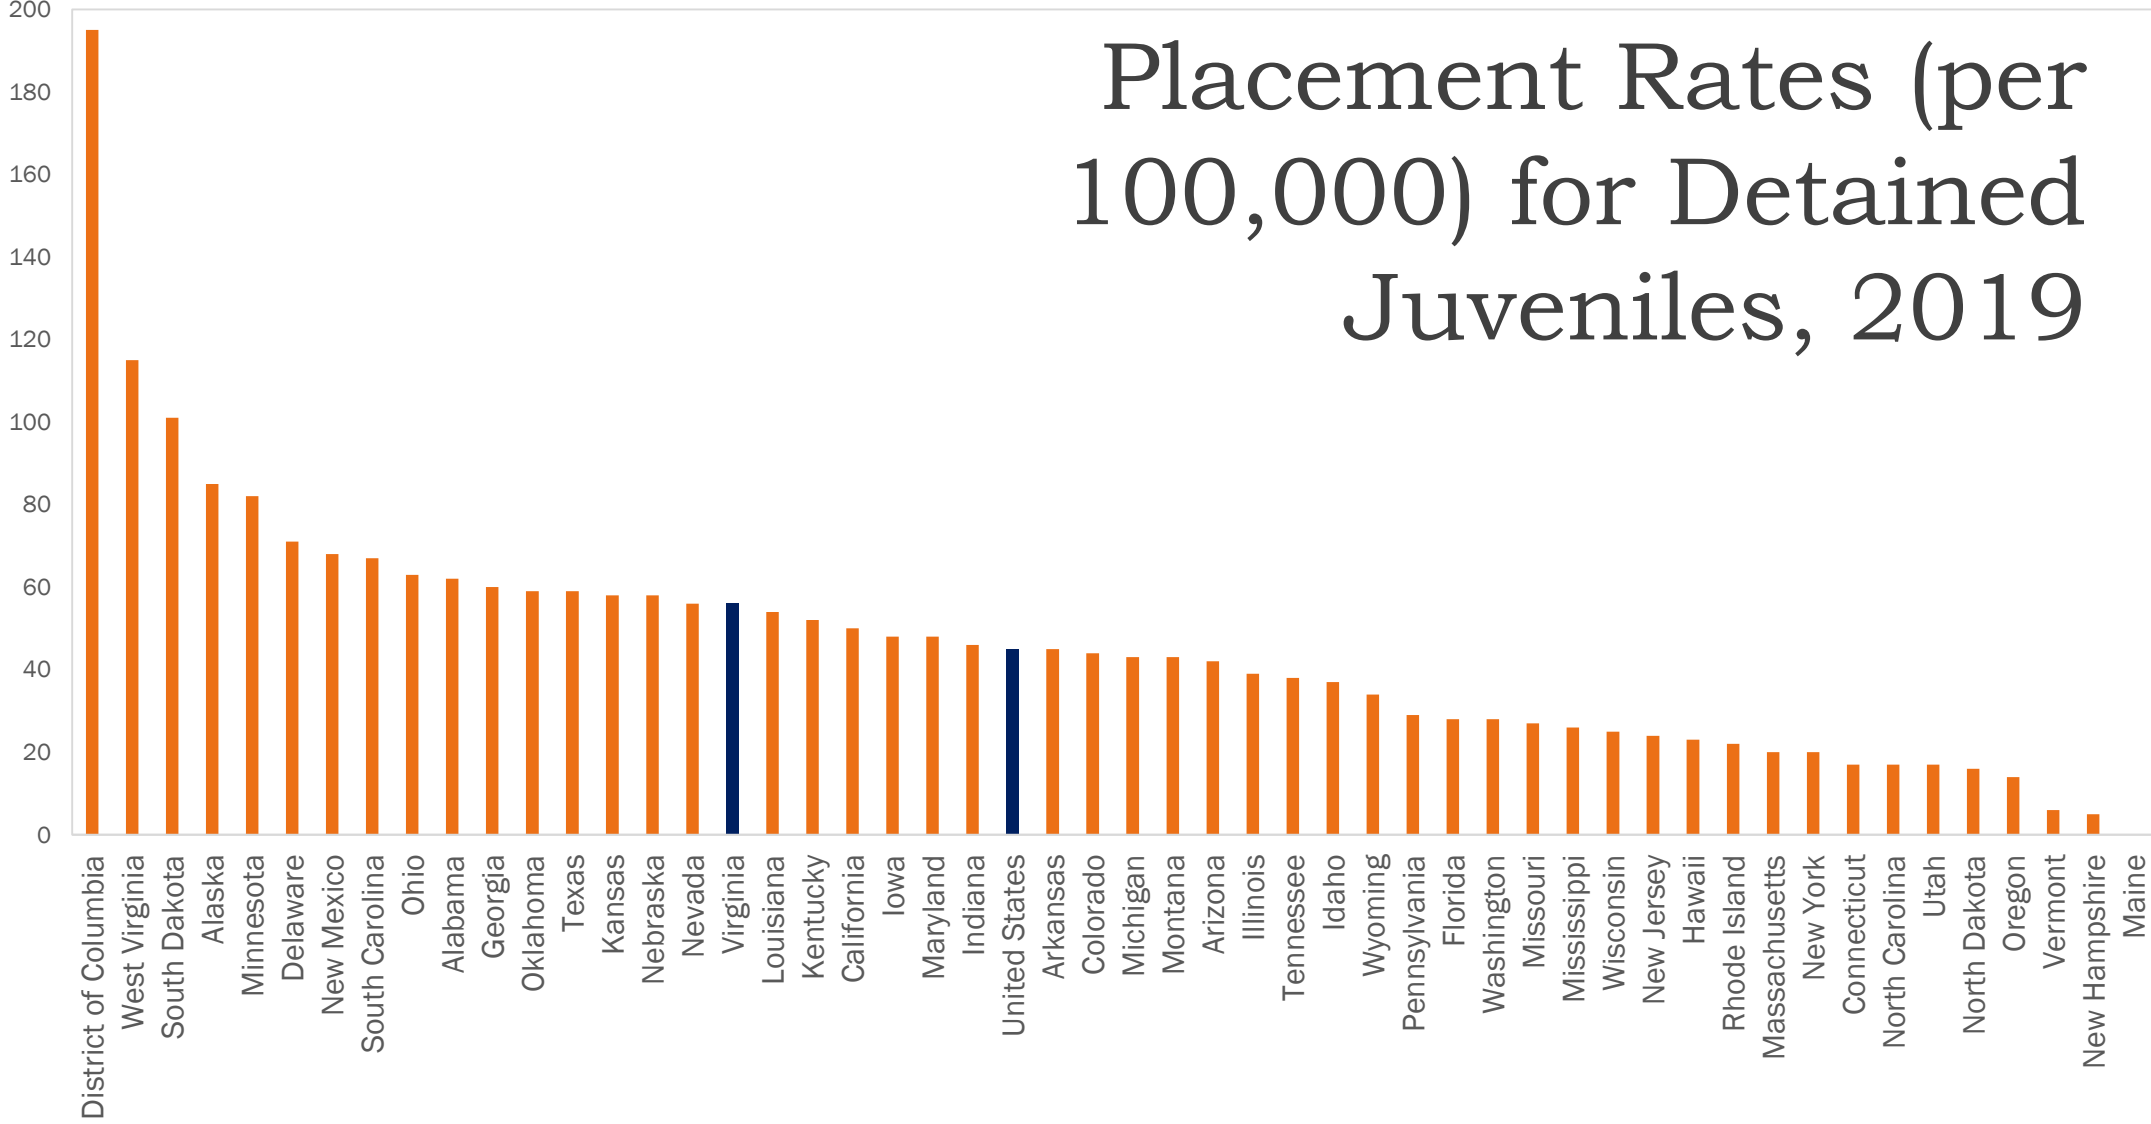 Placement Rates (per
100,000) for Detained
Juveniles, 2019
200
180
160
140
120
100
80
60
40
20
0
District of Columbia
West Virginia
South Dakota
Alaska
Minnesota
Delaware
New Mexico
South Carolina
Ohio
Alabama
Georgia
Oklahoma
Texas
Kansas
Nebraska
Nevada
Virginia
Louisiana
Kentucky
California
Iowa
Maryland
Indiana
United States
Arkansas
Colorado
Michigan
Montana
Arizona
Illinois
Tennessee
Idaho
Wyoming
Pennsylvania
Florida
Washington
Missouri
Mississippi
Wisconsin
New Jersey
Hawaii
Rhode Island
Massachusetts
New York
Connecticut
North Carolina
Utah
North Dakota
Oregon
Vermont
New Hampshire
Maine